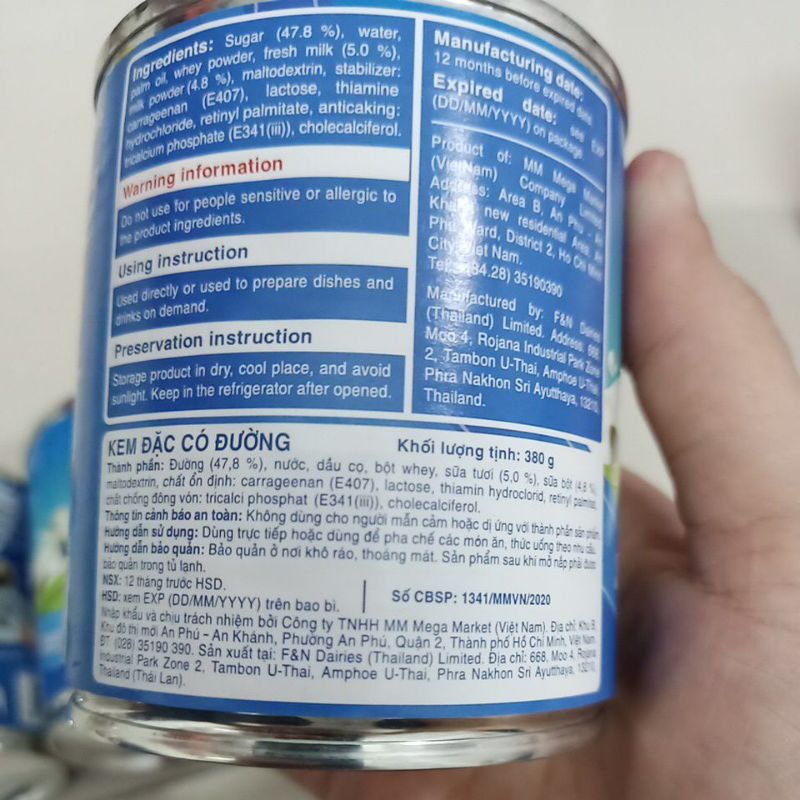 Ingredients: Sugar (47.8 %), water,
palm oil, whey powder, fresh milk (5.0 %),
milk powder (4.8 %), maltodextrin, stabilizer:
carrageenan (E407), lactose, thiamine
hydrochloride, retinyl palmitate, anticaking:
tricalcium phosphate (E341(iii)), cholecalciferol.
Warning information
Do not use for people sensitive or allergic to
the product ingredients.
Using instruction
Used directly or used to prepare dishes and
drinks on demand.
Preservation instruction
Storage product in dry, cool place, and avoid
sunlight. Keep in the refrigerator after opened.
Manufacturing date:
12 months before expired date
Expired date: see EXP
(DD/MM/YYYY) on package
Product of: MM Mega Market
(VietNam) Company Limited
Address: Area B, An Phu - An
Khanh new residential Area, An
Phu Ward, District 2, Ho Chi Minh
City, Viet Nam.
Tel: (84.28) 35190390
Manufactured by: F&N Dairies
(Thailand) Limited. Address: 668,
Moo 4, Rojana Industrial Park Zone
2, Tambon U-Thai, Amphoe U-Thai,
Phra Nakhon Sri Ayutthaya, 13210,
Thailand.
KEM ĐẶC CÓ ĐƯỜNG
Khối lượng tịnh: 380 g
Thành phần: Đường (47,8 %), nước, dầu cọ, bột whey, sữa tươi (5.0 %), sữa bột (4,8 %),
maltodextrin, chất ổn định: carrageenan (E407), lactose, thiamin hydroclorid, retinyl palmitat,
chất chống đông vón: tricalci phosphat (E341(iii)), cholecalciferol.
Thông tin cảnh báo an toàn: Không dùng cho người mẫn cảm hoặc dị ứng với thành phần sản phẩm.
Hướng dẫn sử dụng: Dùng trực tiếp hoặc dùng để pha chế các món ăn, thức uống theo nhu cầu.
Hướng dẫn bảo quản: Bảo quản ở nơi khô ráo, thoáng mát. Sản phẩm sau khi mở nắp phải được
bảo quản trong tủ lạnh.
NSX: 12 tháng trước HSD.
HSD: xem EXP (DD/MM/YYYY) trên bao bì.
Số CBSP: 1341/MMVN/2020
Nhập khẩu và chịu trách nhiệm bởi Công ty TNHH MM Mega Market (Việt Nam). Địa chỉ: Khu B,
Khu đô thị mới An Phú - An Khánh, Phường An Phú, Quận 2, Thành phố Hồ Chí Minh, Việt Nam.
ĐT: (028) 35190 390. Sản xuất tại: F&N Dairies (Thailand) Limited. Địa chỉ: 668, Moo 4, Rojana
Industrial Park Zone 2, Tambon U-Thai, Amphoe U-Thai, Phra Nakhon Sri Ayutthaya, 13210,
Thailand (Thái Lan).